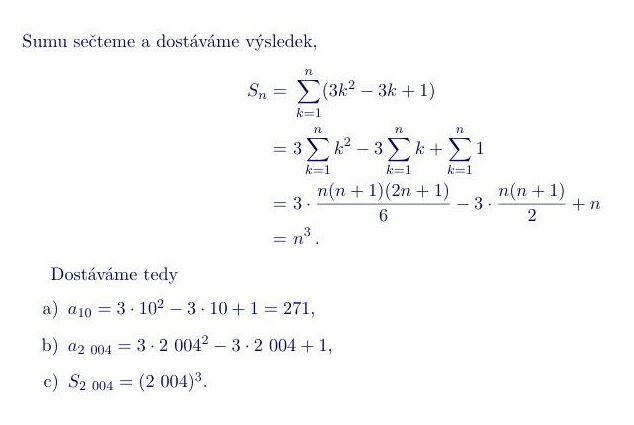 Sumu sečteme a dostáváme výsledek,
$S_n = \sum_{k=1}^{n} (3k^2 - 3k + 1)$
$= 3 \sum_{k=1}^{n} k^2 - 3 \sum_{k=1}^{n} k + \sum_{k=1}^{n} 1$
$= 3 \cdot \frac{n(n+1)(2n+1)}{6} - 3 \cdot \frac{n(n+1)}{2} + n$
$= n^3 .$
Dostáváme tedy
a) $a_{10} = 3 \cdot 10^2 - 3 \cdot 10 + 1 = 271,$
b) $a_{2\ 004} = 3 \cdot 2\ 004^2 - 3 \cdot 2\ 004 + 1,$
c) $S_{2\ 004} = (2\ 004)^3.$